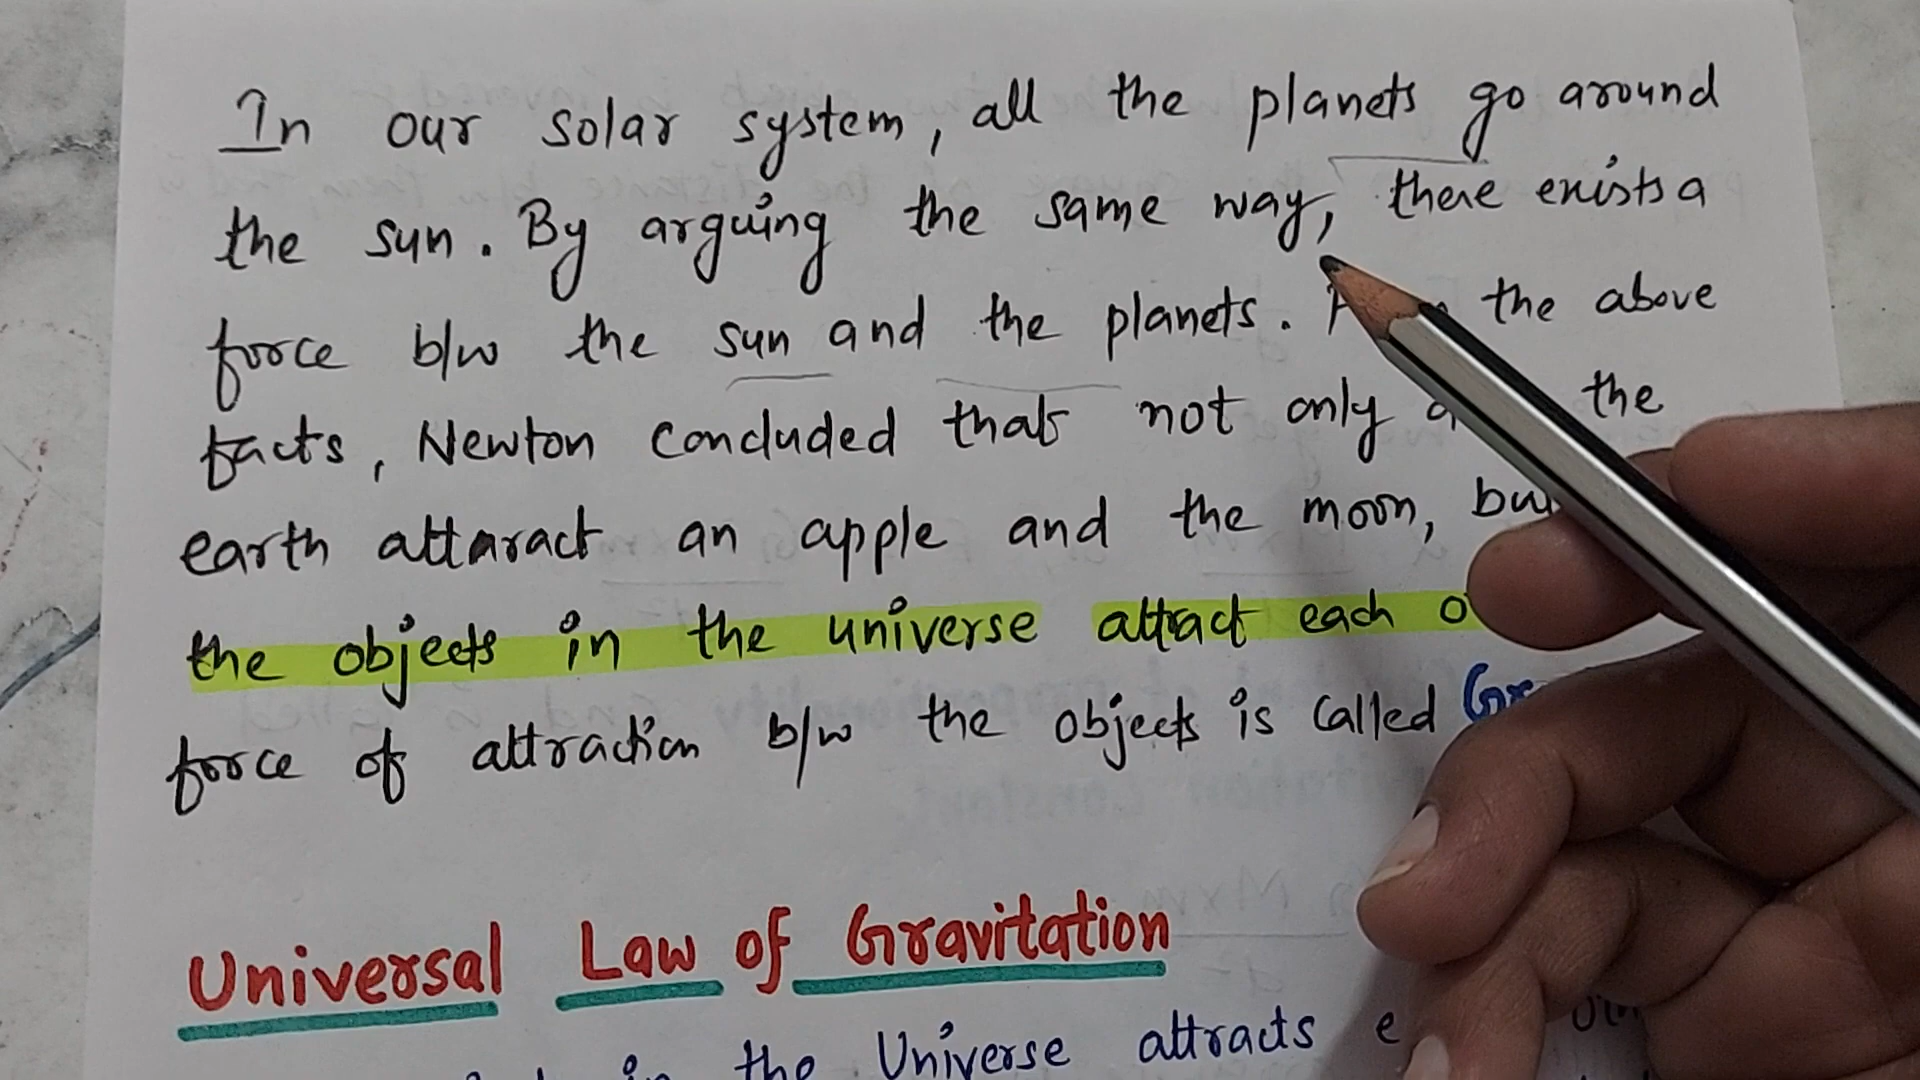 In our solar system, all the planets go around
the sun. By arguing the same way, there exists a
force b/w the sun and the planets. the above
facts, Newton concluded that not only the
earth attaract an apple and the moon,
the objects in the universe attract each
force of attraction b/w the objects is called
Universal Law of Gravitation
in the Universe attracts